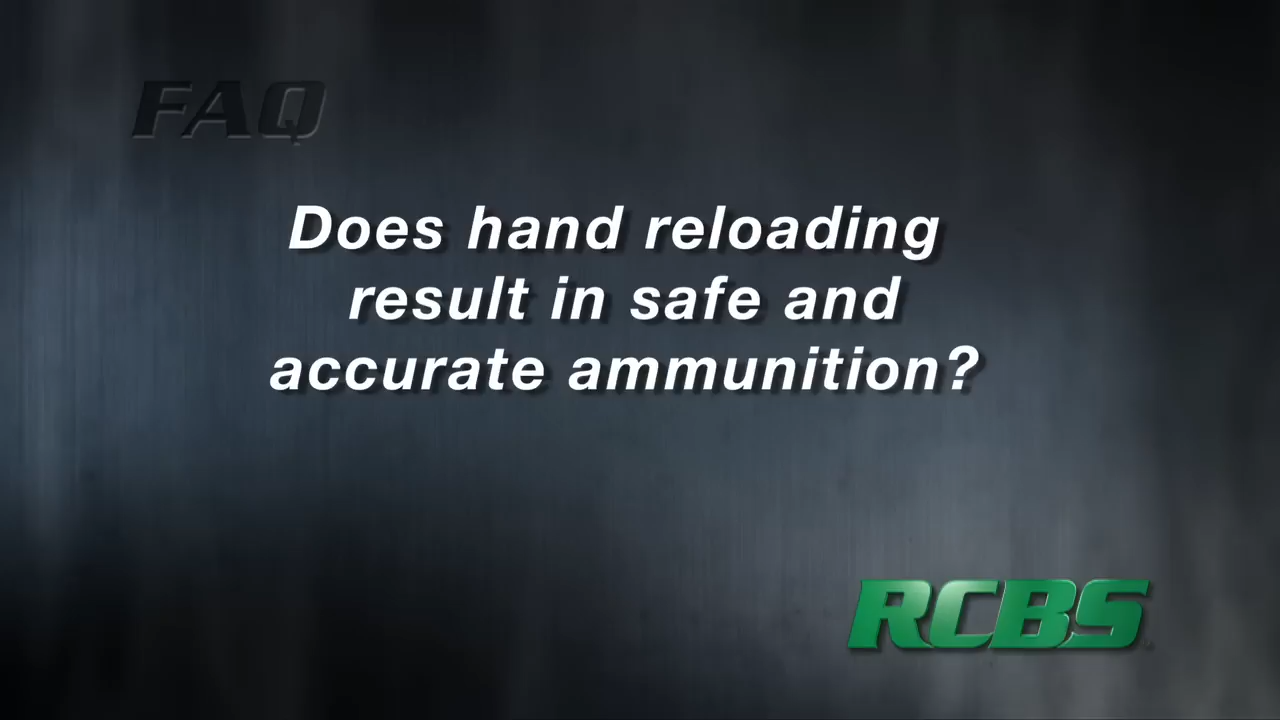 FAQ
Does hand reloading
result in safe and
accurate ammunition?
RCBS